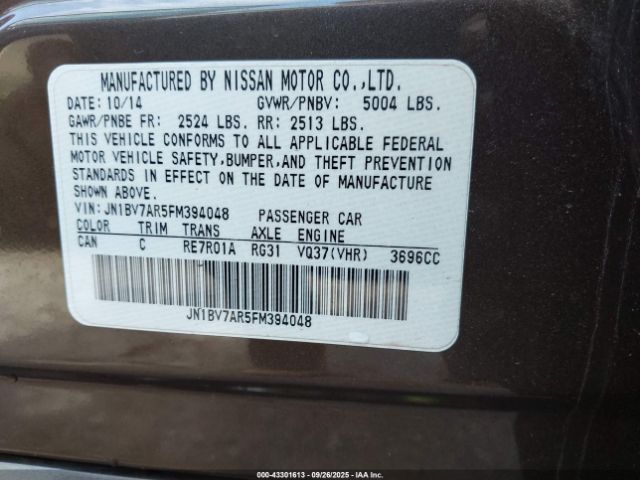 MANUFACTURED BY NISSAN MOTOR CO.,LTD.
DATE: 10/14 GVWR/PNBV: 5004 LBS.
GAWR/PNBE FR: 2524 LBS. RR: 2513 LBS.
THIS VEHICLE CONFORMS TO ALL APPLICABLE FEDERAL
MOTOR VEHICLE SAFETY,BUMPER,AND THEFT PREVENTION
STANDARDS IN EFFECT ON THE DATE OF MANUFACTURE
SHOWN ABOVE.
VIN: JN1BV7AR5FM394048 PASSENGER CAR
COLOR TRIM TRANS AXLE ENGINE
CAN C RE7R01A RG31 VQ37(VHR) 3696CC
JN1BV7AR5FM394048
000-43301613 - 09/26/2025 - IAA Inc.